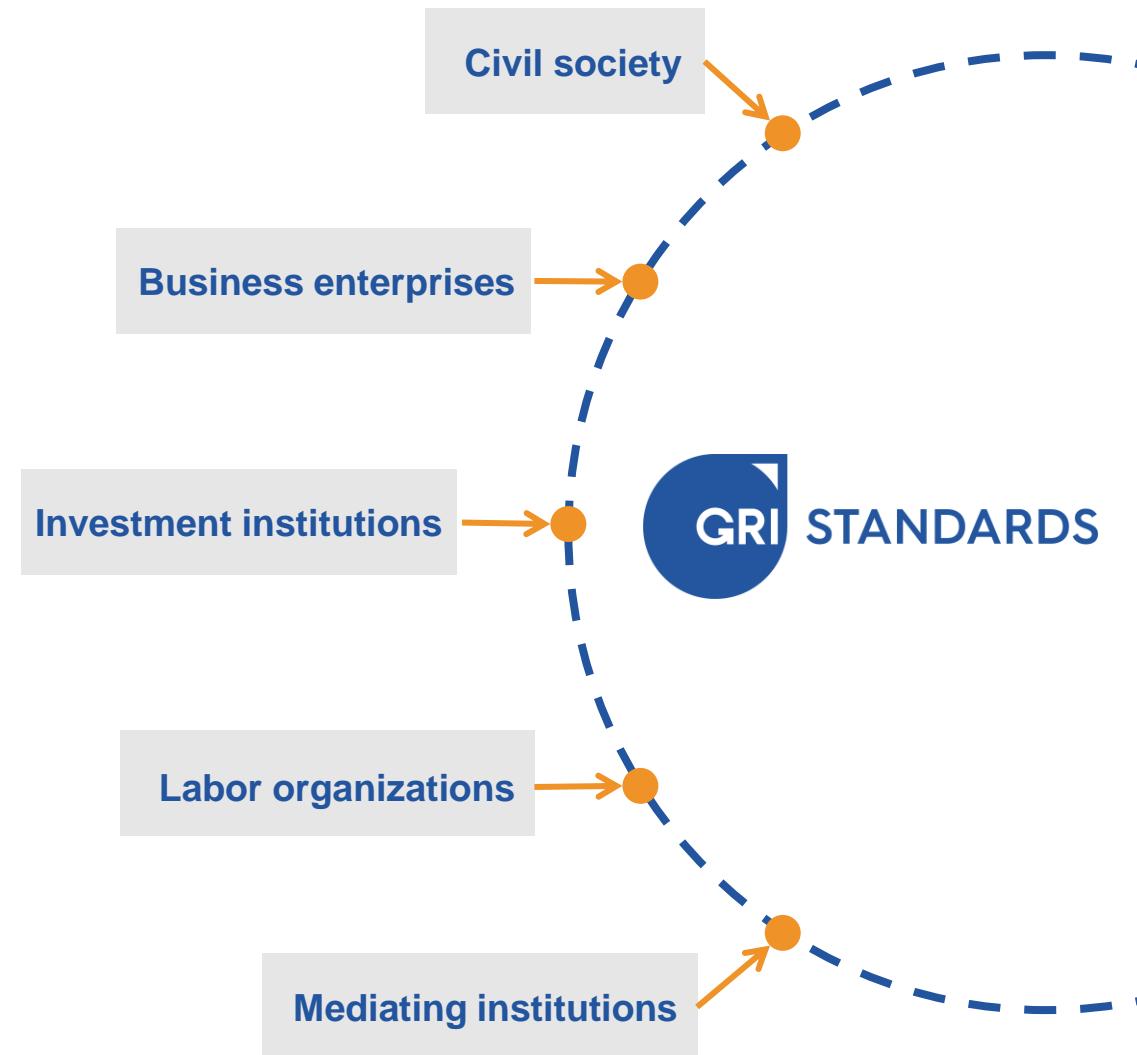 Civil society
Business enterprises
Investment institutions
GRI STANDARDS
Labor organizations
Mediating institutions